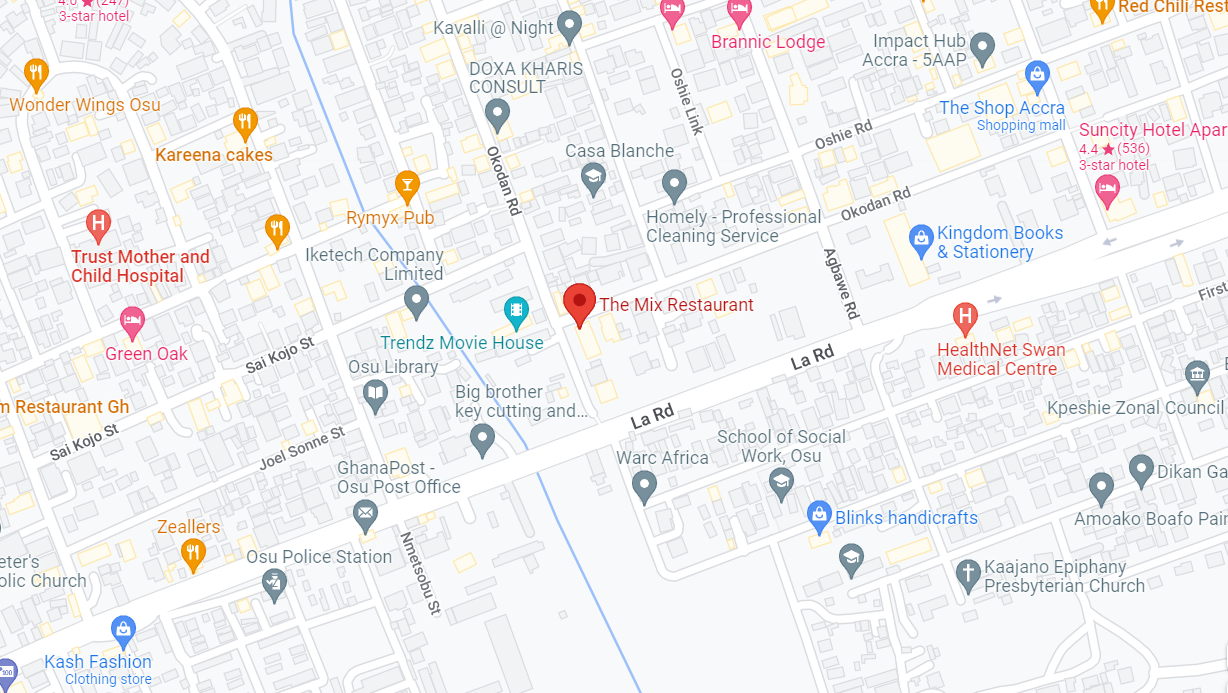 4.0 ★ (247)
3-star hotel
Kavalli @ Night
Brannic Lodge
Red Chili Rest
Impact Hub
Accra - 5AAP
DOXA KHARIS
CONSULT
Wonder Wings Osu
Oshie Link
The Shop Accra
Shopping mall
Suncity Hotel Apar
4.4 ★ (536)
3-star hotel
Oshie Rd
Kareena cakes
Casa Blanche
Okodan Rd
Rymyx Pub
Homely - Professional
Cleaning Service
Okodan Rd
Kingdom Books
& Stationery
Trust Mother and
Child Hospital
Iketech Company
Limited
Agbawe Rd
First
The Mix Restaurant
Trendz Movie House
Green Oak
Sai Kojo St
HealthNet Swan
Medical Centre
La Rd
Osu Library
Big brother
key cutting and...
m Restaurant Gh
Kpeshie Zonal Council
La Rd
Sai Kojo St
Joel Sonne St
School of Social
Work, Osu
Warc Africa
GhanaPost -
Osu Post Office
Dikan Ga
Blinks handicrafts
Amoako Boafo Pain
Zeallers
Osu Police Station
Nmetsobu St
eter's
olic Church
Kaajano Epiphany
Presbyterian Church
Kash Fashion
Clothing store